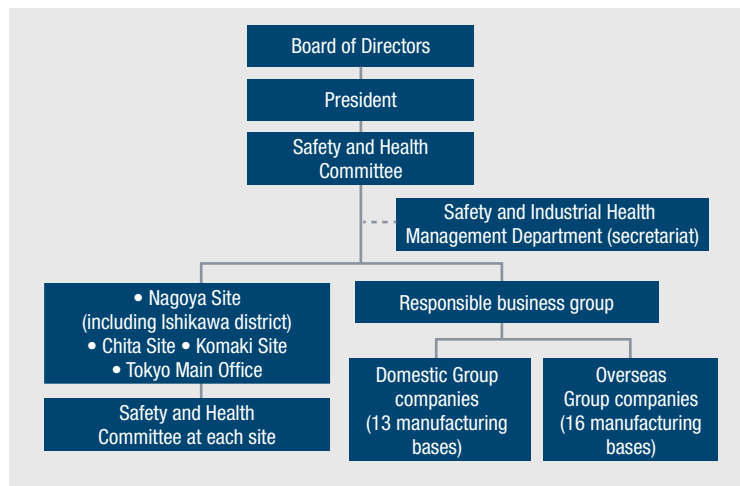 Board of Directors
President
Safety and Health
Committee
Safety and Industrial Health
Management Department (secretariat)
• Nagoya Site
(including Ishikawa district)
• Chita Site • Komaki Site
• Tokyo Main Office
Responsible business group
Safety and Health
Committee at each site
Domestic Group
companies
(13 manufacturing
bases)
Overseas
Group companies
(16 manufacturing
bases)